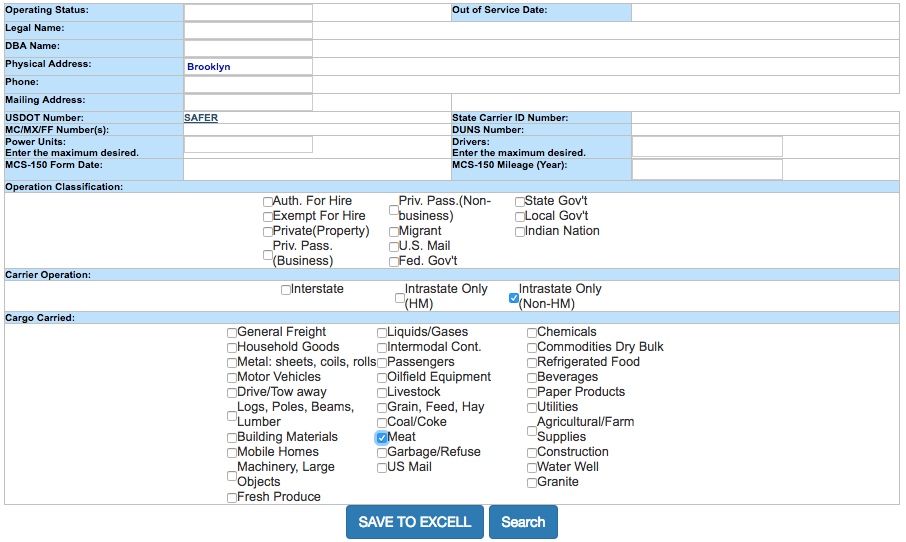 Operating Status: Out of Service Date:
Legal Name:
DBA Name:
Physical Address: Brooklyn
Phone:
Mailing Address:
USDOT Number: SAFER State Carrier ID Number:
MC/MX/FF Number(s): DUNS Number:
Power Units: Drivers:
Enter the maximum desired. Enter the maximum desired.
MCS-150 Form Date: MCS-150 Mileage (Year):
Operation Classification:
Auth. For Hire
Exempt For Hire
Private(Property)
Priv. Pass.
(Business)
Priv. Pass.(Non-
business)
Migrant
U.S. Mail
Fed. Gov't
State Gov't
Local Gov't
Indian Nation
Carrier Operation:
Interstate
Intrastate Only
(HM)
Intrastate Only
(Non-HM)
Cargo Carried:
General Freight
Household Goods
Metal: sheets, coils, rolls
Motor Vehicles
Drive/Tow away
Logs, Poles, Beams,
Lumber
Building Materials
Mobile Homes
Machinery, Large
Objects
Fresh Produce
Liquids/Gases
Intermodal Cont.
Passengers
Oilfield Equipment
Livestock
Grain, Feed, Hay
Coal/Coke
Meat
Garbage/Refuse
US Mail
Chemicals
Commodities Dry Bulk
Refrigerated Food
Beverages
Paper Products
Utilities
Agricultural/Farm
Supplies
Construction
Water Well
Granite
SAVE TO EXCELL Search